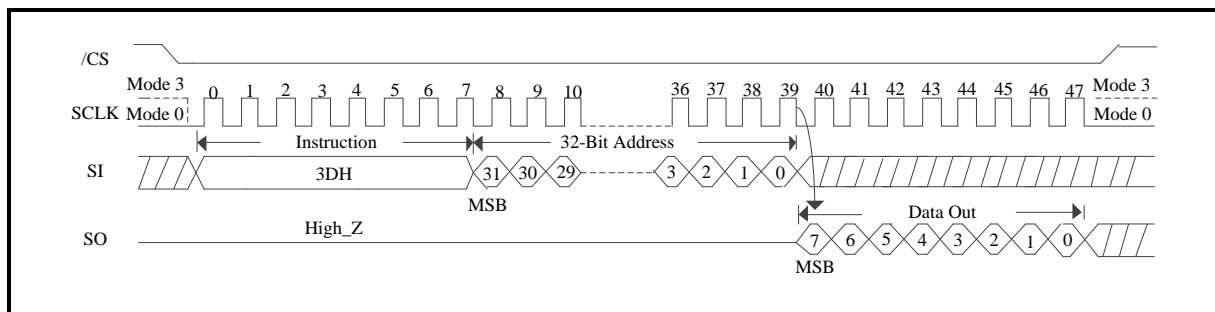 /CS
Mode 3 0 1 2 3 4 5 6 7 8 9 10 36 37 38 39 40 41 42 43 44 45 46 47 Mode 3
SCLK Mode 0 Mode 0
Instruction 32-Bit Address
SI 3DH 31 30 29 3 2 1 0
MSB
High_Z Data Out
SO 7 6 5 4 3 2 1 0
MSB